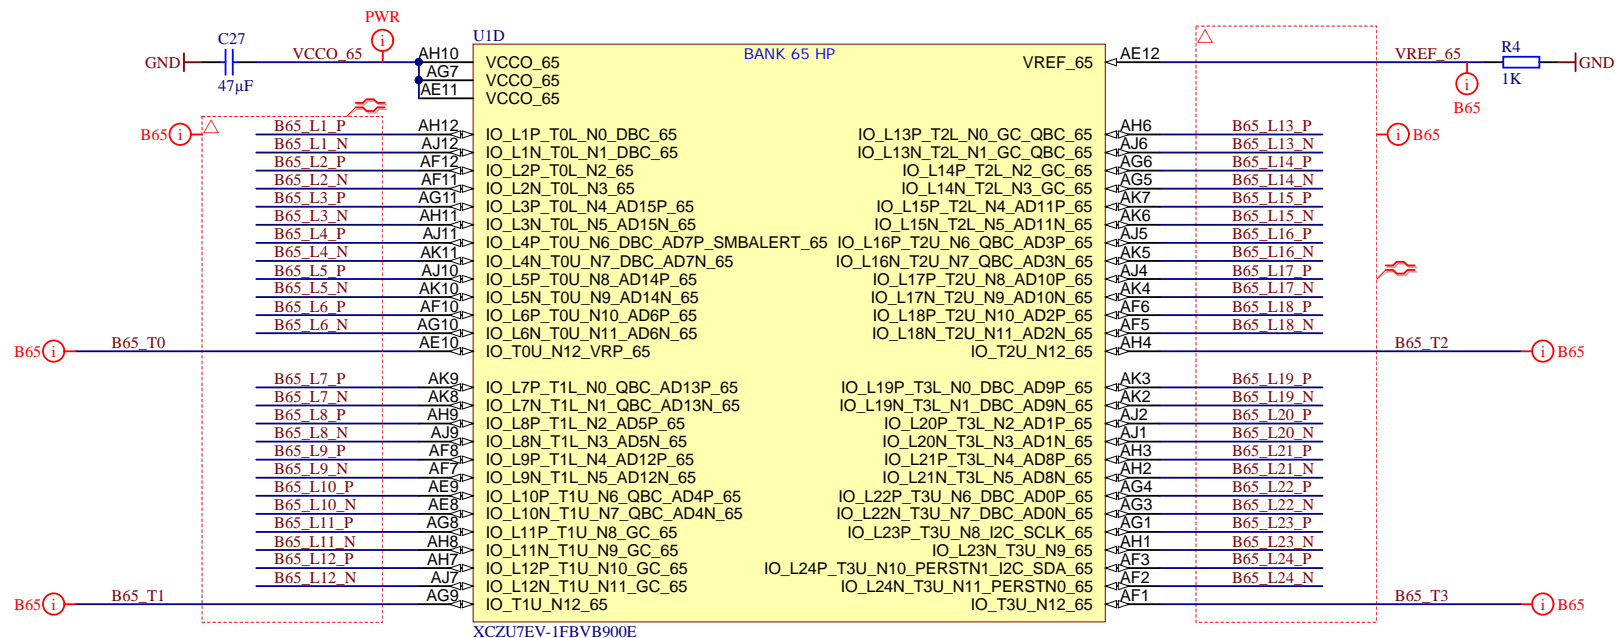 PWR
C27
U1D
GND
VCCO_65
47µF
AH10
VCCO_65
AG7
VCCO_65
AE11
VCCO_65
BANK 65 HP
VREF_65
AE12
VREF_65
R4
1K
GND
B65
B65
B65_L1_P AH12 IO_L1P_T0L_N0_DBC_65
B65_L1_N AJ12 IO_L1N_T0L_N1_DBC_65
B65_L2_P AF12 IO_L2P_T0L_N2_65
B65_L2_N AF11 IO_L2N_T0L_N3_65
B65_L3_P AG11 IO_L3P_T0L_N4_AD15P_65
B65_L3_N AH11 IO_L3N_T0L_N5_AD15N_65
B65_L4_P AJ11 IO_L4P_T0U_N6_DBC_AD7P_SMBALERT_65
B65_L4_N AK11 IO_L4N_T0U_N7_DBC_AD7N_65
B65_L5_P AJ10 IO_L5P_T0U_N8_AD14P_65
B65_L5_N AK10 IO_L5N_T0U_N9_AD14N_65
B65_L6_P AF10 IO_L6P_T0U_N10_AD6P_65
B65_L6_N AG10 IO_L6N_T0U_N11_AD6N_65
B65 B65_T0 AE10 IO_T0U_N12_VRP_65
B65_L7_P AK9 IO_L7P_T1L_N0_QBC_AD13P_65
B65_L7_N AK8 IO_L7N_T1L_N1_QBC_AD13N_65
B65_L8_P AH9 IO_L8P_T1L_N2_AD5P_65
B65_L8_N AJ9 IO_L8N_T1L_N3_AD5N_65
B65_L9_P AF8 IO_L9P_T1L_N4_AD12P_65
B65_L9_N AF7 IO_L9N_T1L_N5_AD12N_65
B65_L10_P AE9 IO_L10P_T1U_N6_QBC_AD4P_65
B65_L10_N AE8 IO_L10N_T1U_N7_QBC_AD4N_65
B65_L11_P AG8 IO_L11P_T1U_N8_GC_65
B65_L11_N AH8 IO_L11N_T1U_N9_GC_65
B65_L12_P AH7 IO_L12P_T1U_N10_GC_65
B65_L12_N AJ7 IO_L12N_T1U_N11_GC_65
B65 B65_T1 AG9 IO_T1U_N12_65
IO_L13P_T2L_N0_GC_QBC_65 AH6 B65_L13_P B65
IO_L13N_T2L_N1_GC_QBC_65 AJ6 B65_L13_N
IO_L14P_T2L_N2_GC_65 AG6 B65_L14_P
IO_L14N_T2L_N3_GC_65 AG5 B65_L14_N
IO_L15P_T2L_N4_AD11P_65 AK7 B65_L15_P
IO_L15N_T2L_N5_AD11N_65 AK6 B65_L15_N
IO_L16P_T2U_N6_QBC_AD3P_65 AJ5 B65_L16_P
IO_L16N_T2U_N7_QBC_AD3N_65 AK5 B65_L16_N
IO_L17P_T2U_N8_AD10P_65 AJ4 B65_L17_P
IO_L17N_T2U_N9_AD10N_65 AK4 B65_L17_N
IO_L18P_T2U_N10_AD2P_65 AF6 B65_L18_P
IO_L18N_T2U_N11_AD2N_65 AF5 B65_L18_N
IO_T2U_N12_65 AH4 B65_T2 B65
IO_L19P_T3L_N0_DBC_AD9P_65 AK3 B65_L19_P
IO_L19N_T3L_N1_DBC_AD9N_65 AK2 B65_L19_N
IO_L20P_T3L_N2_AD1P_65 AJ2 B65_L20_P
IO_L20N_T3L_N3_AD1N_65 AJ1 B65_L20_N
IO_L21P_T3L_N4_AD8P_65 AH3 B65_L21_P
IO_L21N_T3L_N5_AD8N_65 AH2 B65_L21_N
IO_L22P_T3U_N6_DBC_AD0P_65 AG4 B65_L22_P
IO_L22N_T3U_N7_DBC_AD0N_65 AG3 B65_L22_N
IO_L23P_T3U_N8_I2C_SCLK_65 AG1 B65_L23_P
IO_L23N_T3U_N9_65 AH1 B65_L23_N
IO_L24P_T3U_N10_PERSTN1_I2C_SDA_65 AF3 B65_L24_P
IO_L24N_T3U_N11_PERSTN0_65 AF2 B65_L24_N
IO_T3U_N12_65 AF1 B65_T3 B65
XCZU7EV-1FBVB900E